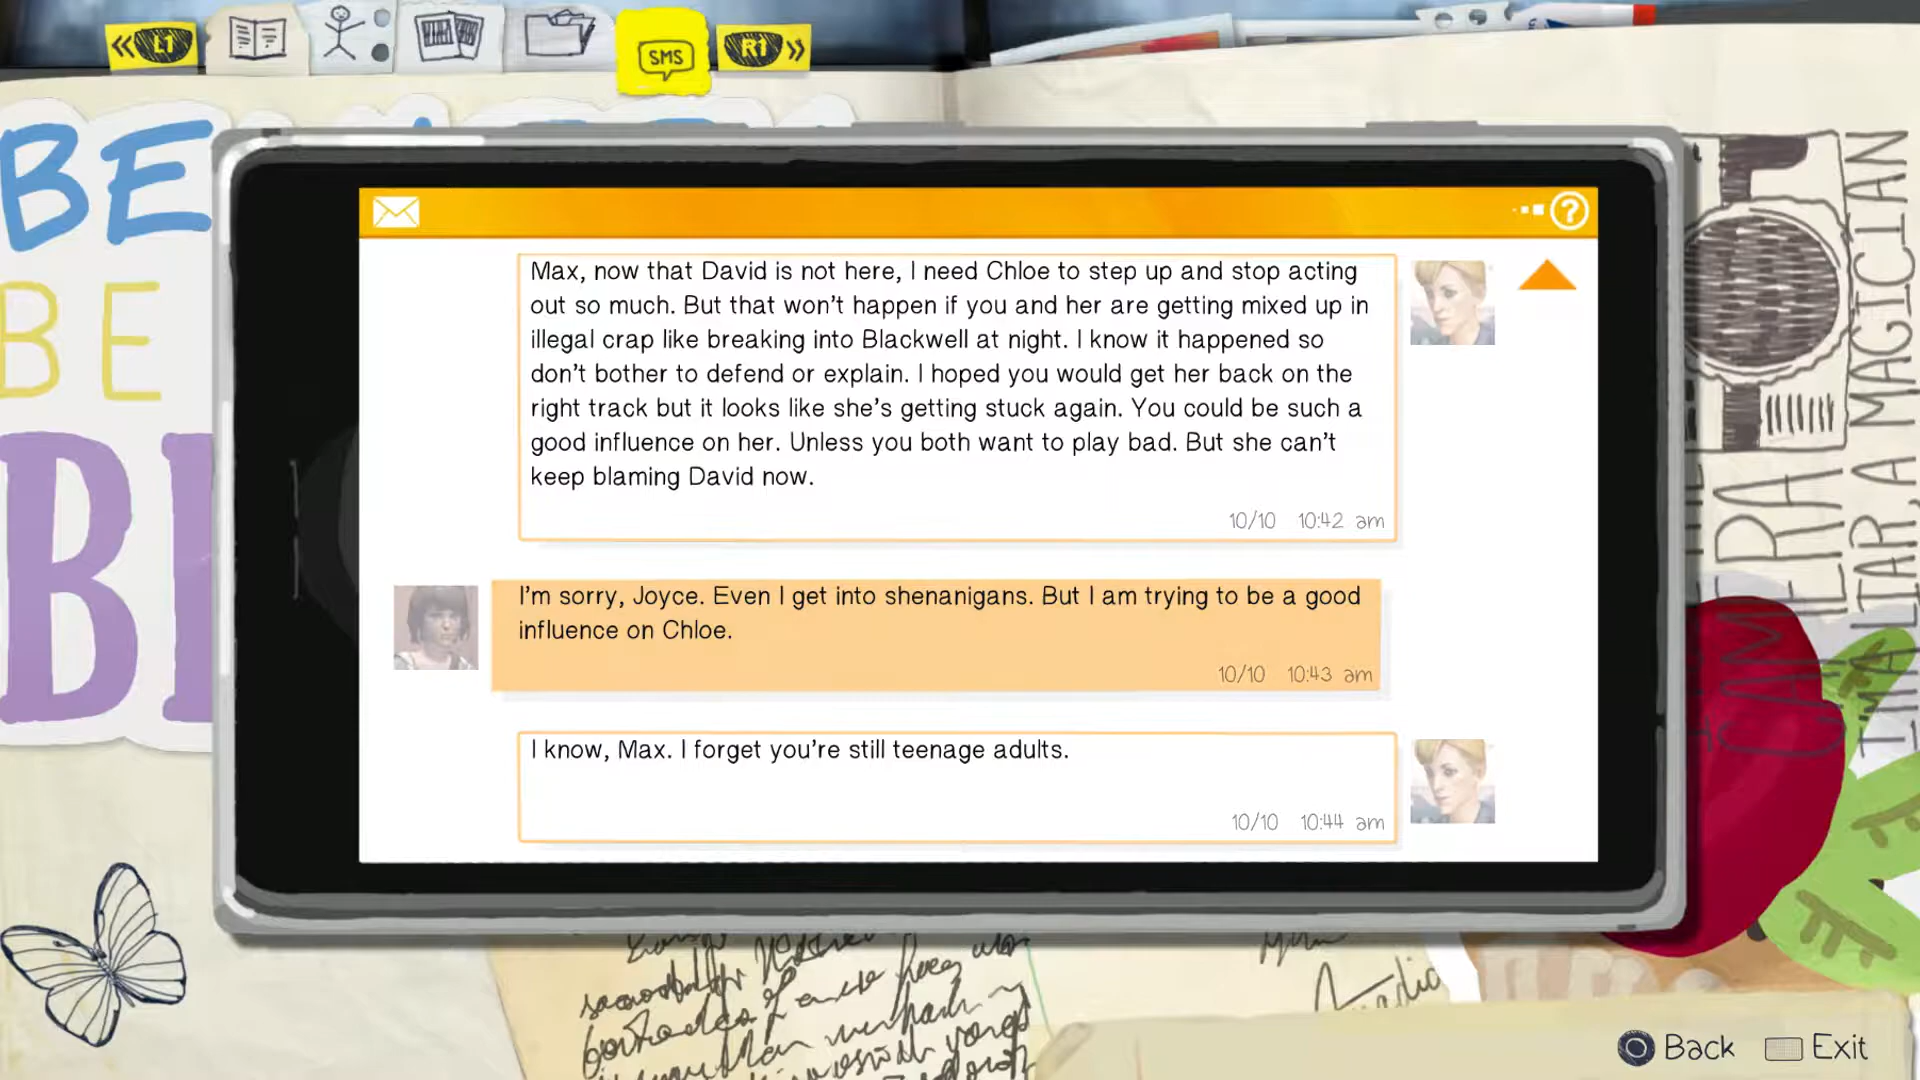 L1
SMS
R1
BE
BE
Max, now that David is not here, I need Chloe to step up and stop acting
out so much. But that won't happen if you and her are getting mixed up in
illegal crap like breaking into Blackwell at night. I know it happened so
don't bother to defend or explain. I hoped you would get her back on the
right track but it looks like she's getting stuck again. You could be such a
good influence on her. Unless you both want to play bad. But she can't
keep blaming David now.
10/10 10:42 am
I'm sorry, Joyce. Even I get into shenanigans. But I am trying to be a good
influence on Chloe.
10/10 10:43 am
I know, Max. I forget you're still teenage adults.
10/10 10:44 am
I'M A LIAR, A MAGICIAN
Back
Exit